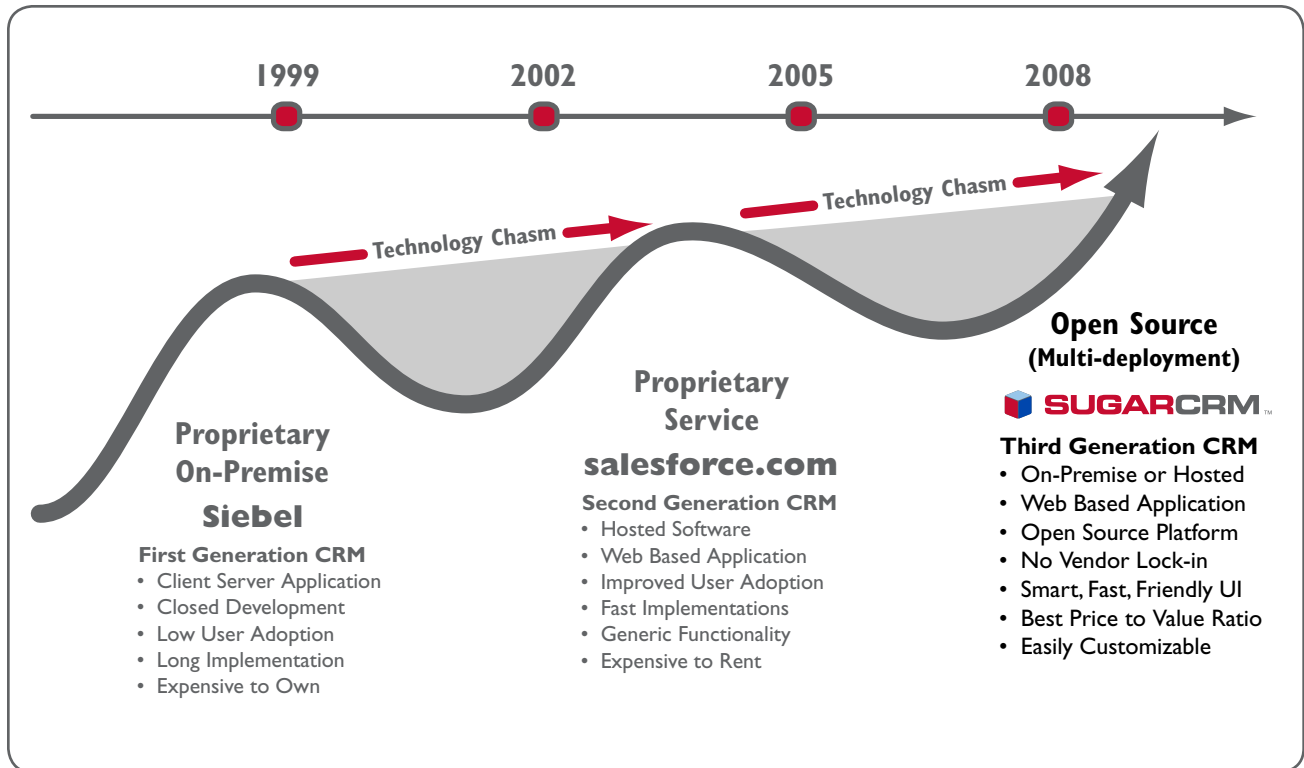 1999
2002
2005
2008
Technology Chasm
Technology Chasm
Proprietary
On-Premise
Siebel
First Generation CRM
• Client Server Application
• Closed Development
• Low User Adoption
• Long Implementation
• Expensive to Own
Proprietary
Service
salesforce.com
Second Generation CRM
• Hosted Software
• Web Based Application
• Improved User Adoption
• Fast Implementations
• Generic Functionality
• Expensive to Rent
Open Source
(Multi-deployment)
SUGARCRM™
Third Generation CRM
• On-Premise or Hosted
• Web Based Application
• Open Source Platform
• No Vendor Lock-in
• Smart, Fast, Friendly UI
• Best Price to Value Ratio
• Easily Customizable